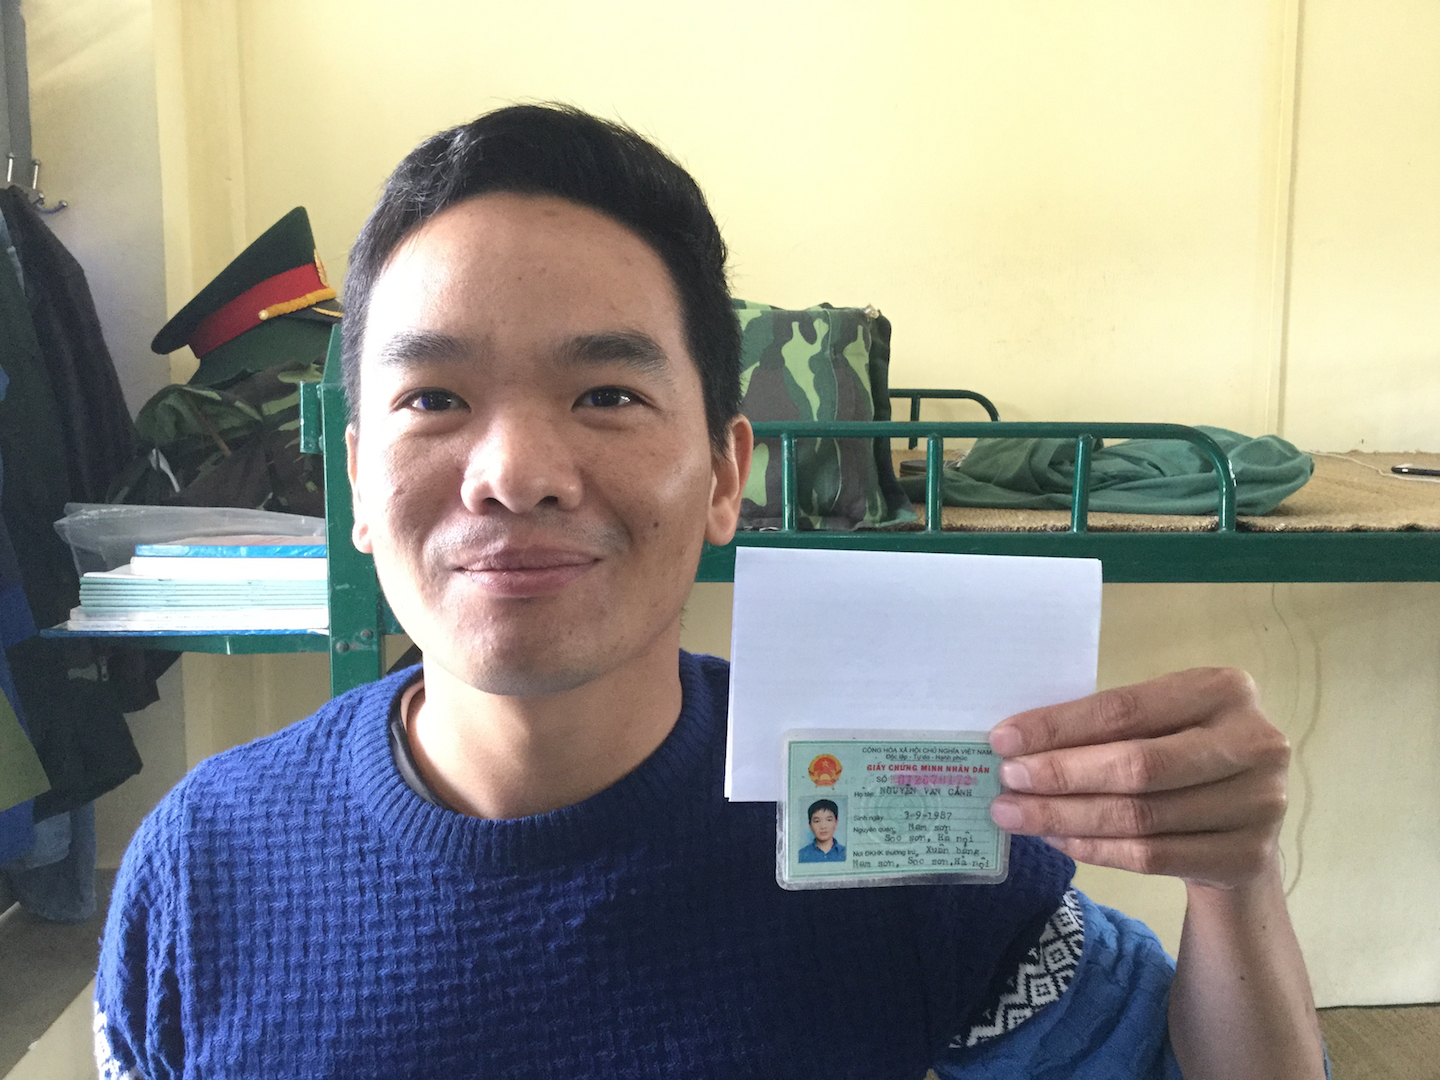 CỘNG HÒA XÃ HỘI CHỦ NGHĨA VIỆT NAM
Độc lập - Tự do - Hạnh phúc
GIẤY CHỨNG MINH NHÂN DÂN
SỐ
Họ tên NGUYỄN VĂN CẢNH
Sinh ngày 3-9-1987
Nguyên quán Nam sơn
Sóc sơn, Hà nội
Nơi ĐKHK thường trú Xuân bảng
Nam sơn, Sóc sơn, Hà nội